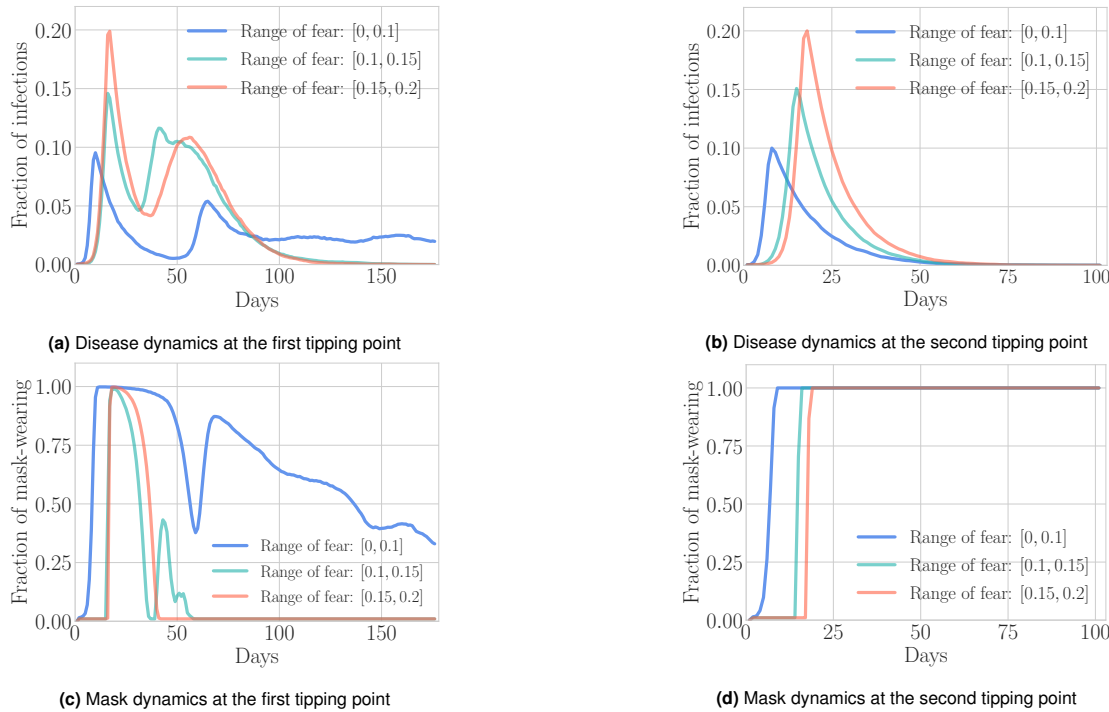 0.20
0.15
0.10
0.05
0.00
Fraction of infections
Range of fear: [0, 0.1]
Range of fear: [0.1, 0.15]
Range of fear: [0.15, 0.2]
0 50 100 150
Days
(a) Disease dynamics at the first tipping point
0.20
0.15
0.10
0.05
0.00
Fraction of infections
Range of fear: [0, 0.1]
Range of fear: [0.1, 0.15]
Range of fear: [0.15, 0.2]
0 25 50 75 100
Days
(b) Disease dynamics at the second tipping point
1.00
0.75
0.50
0.25
0.00
Fraction of mask-wearing
Range of fear: [0, 0.1]
Range of fear: [0.1, 0.15]
Range of fear: [0.15, 0.2]
0 50 100 150
Days
(c) Mask dynamics at the first tipping point
1.00
0.75
0.50
0.25
0.00
Fraction of mask-wearing
Range of fear: [0, 0.1]
Range of fear: [0.1, 0.15]
Range of fear: [0.15, 0.2]
0 25 50 75 100
Days
(d) Mask dynamics at the second tipping point